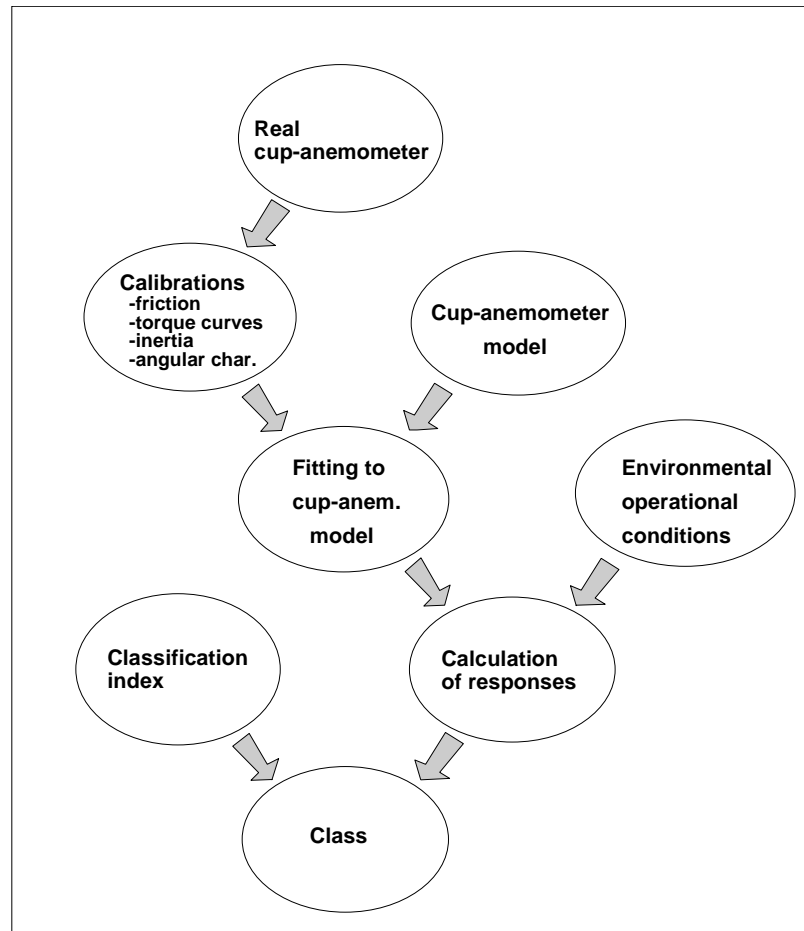 Real
cup-anemometer
Calibrations
-friction
-torque curves
-inertia
-angular char.
Cup-anemometer
model
Fitting to
cup-anem.
model
Environmental
operational
conditions
Classification
index
Calculation
of responses
Class